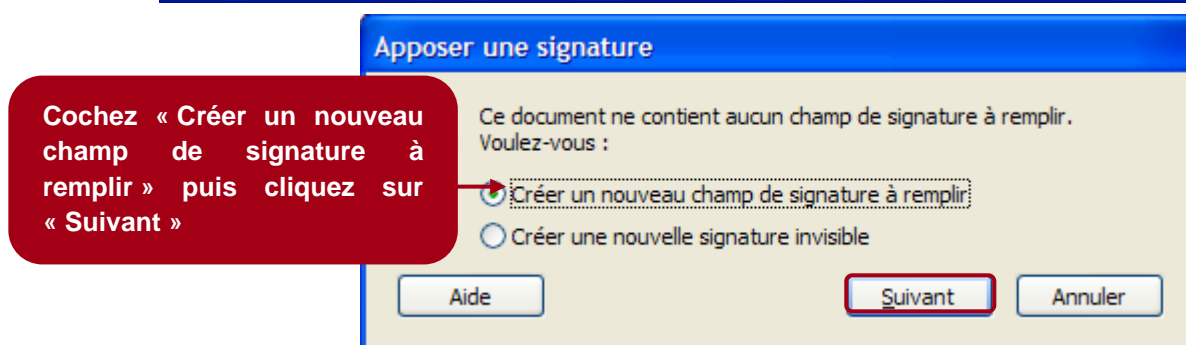 Apposer une signature
Cochez « Créer un nouveau
champ de signature à
remplir » puis cliquez sur
« Suivant »
Ce document ne contient aucun champ de signature à remplir.
Voulez-vous :
Créer un nouveau champ de signature à remplir
Créer une nouvelle signature invisible
Aide
Suivant
Annuler